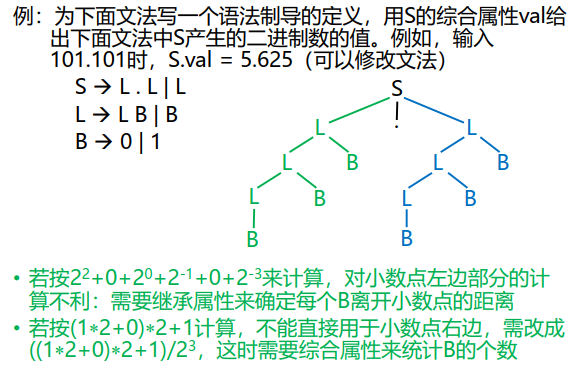 例：为下面文法写一个语法制导的定义，用S的综合属性val给
出下面文法中S产生的二进制数的值。例如，输入
101.101时，S.val = 5.625（可以修改文法）
S → L . L | L
L → L B | B
B → 0 | 1
S
L . L
L B L B
L B L B
B B
• 若按2²+0+2⁰+2⁻¹+0+2⁻³来计算，对小数点左边部分的计
算不利：需要继承属性来确定每个B离开小数点的距离
• 若按(1*2+0)*2+1计算，不能直接用于小数点右边，需改成
((1*2+0)*2+1)/2³，这时需要综合属性来统计B的个数